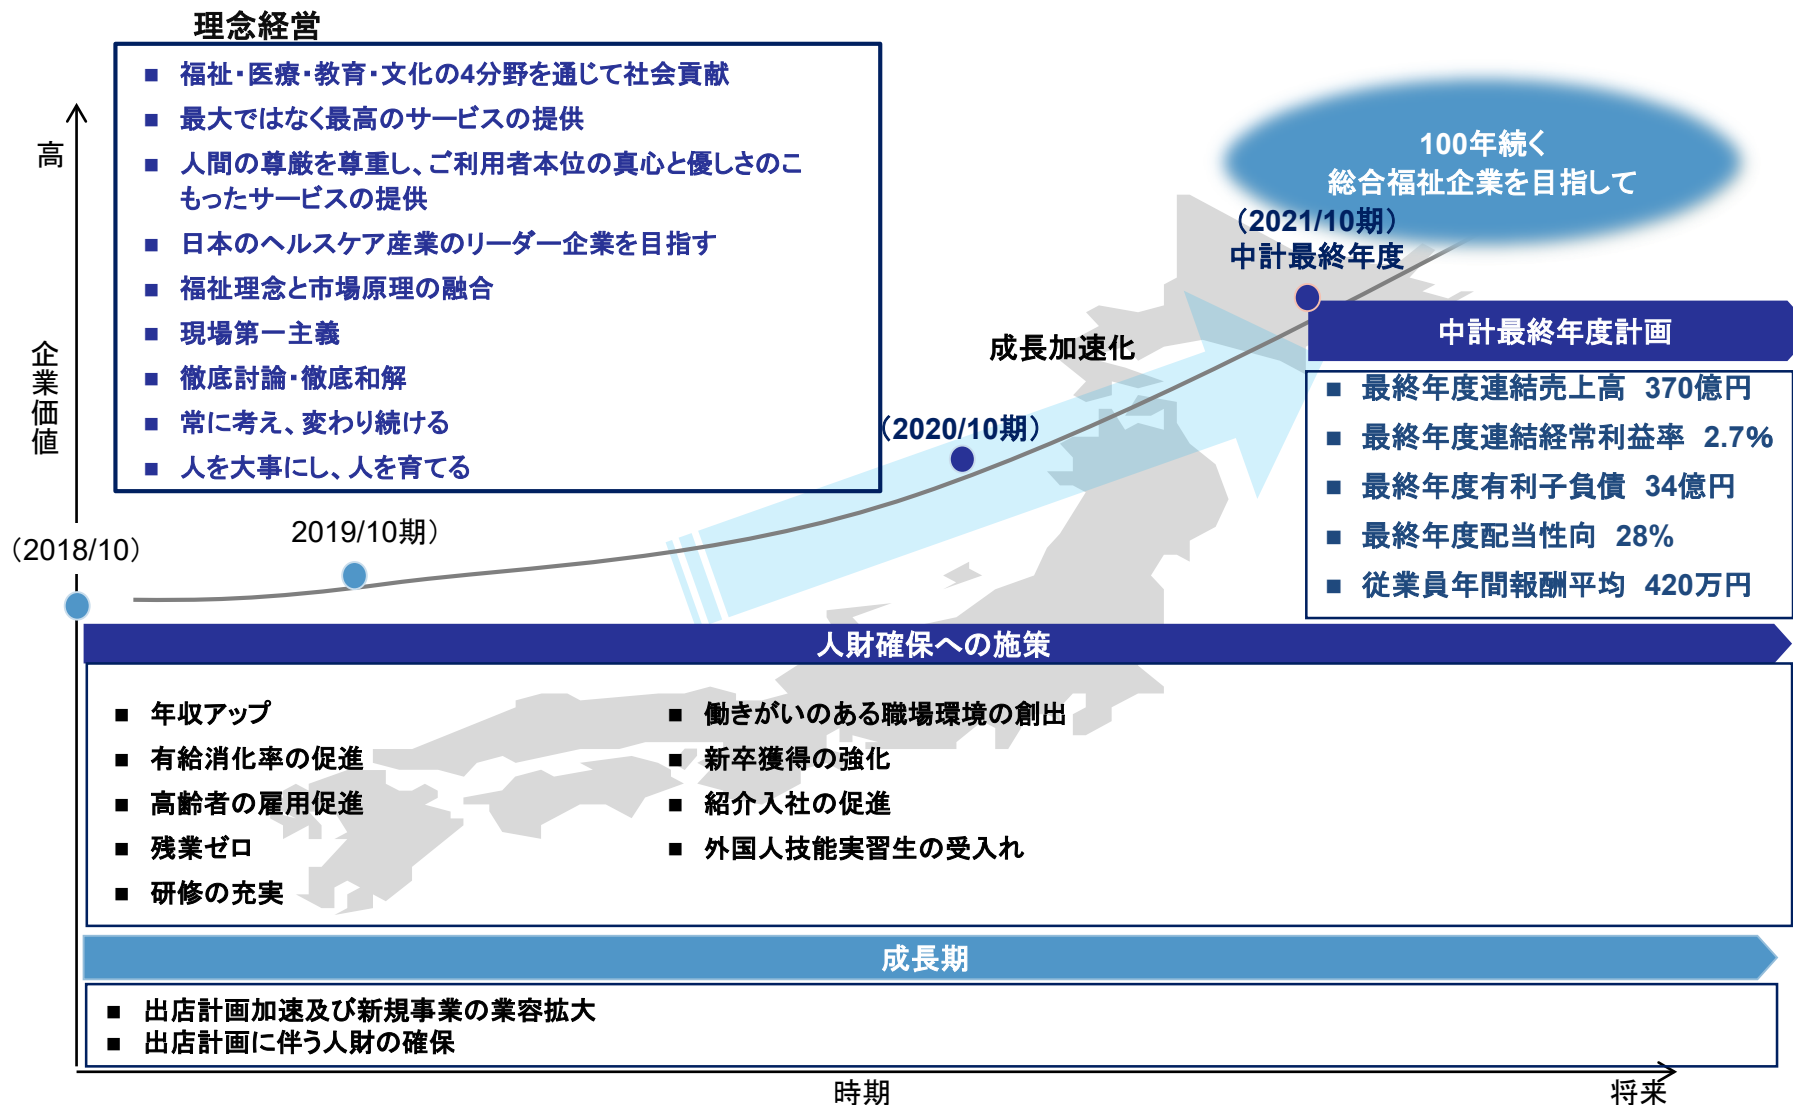 理念経営
■ 福祉・医療・教育・文化の4分野を通じて社会貢献
■ 最大ではなく最高のサービスの提供
■ 人間の尊厳を尊重し、ご利用者本位の真心と優しさのこ
もったサービスの提供
■ 日本のヘルスケア産業のリーダー企業を目指す
■ 福祉理念と市場原理の融合
■ 現場第一主義
■ 徹底討論・徹底和解
■ 常に考え、変わり続ける
■ 人を大事にし、人を育てる
高
企業価値
100年続く
総合福祉企業を目指して
（2021/10期）
中計最終年度
成長加速化
（2020/10期）
2019/10期）
（2018/10）
中計最終年度計画
■ 最終年度連結売上高 370億円
■ 最終年度連結経常利益率 2.7%
■ 最終年度有利子負債 34億円
■ 最終年度配当性向 28%
■ 従業員年間報酬平均 420万円
人財確保への施策
■ 年収アップ
■ 有給消化率の促進
■ 高齢者の雇用促進
■ 残業ゼロ
■ 研修の充実
■ 働きがいのある職場環境の創出
■ 新卒獲得の強化
■ 紹介入社の促進
■ 外国人技能実習生の受入れ
成長期
■ 出店計画加速及び新規事業の業容拡大
■ 出店計画に伴う人財の確保
時期
将来